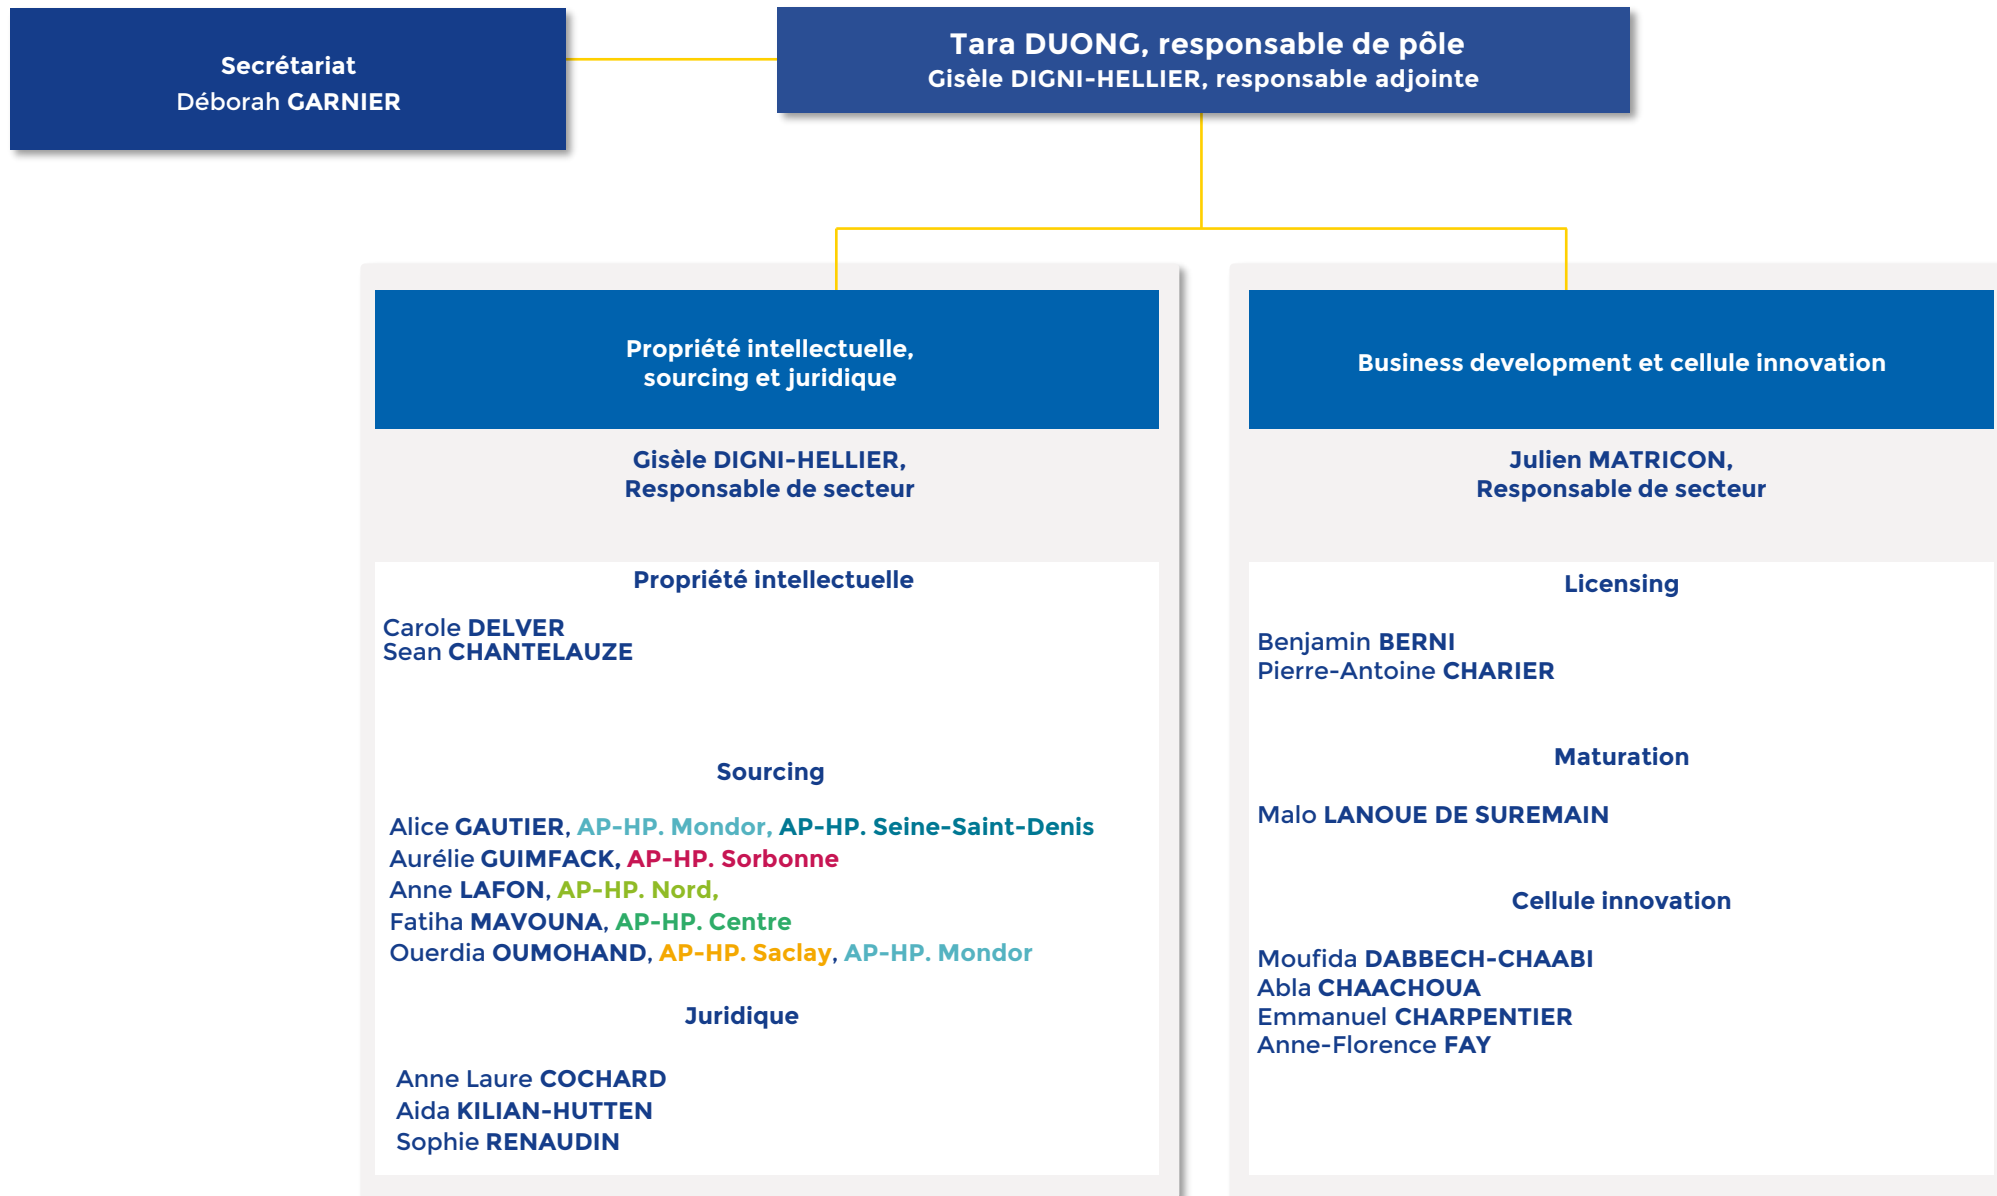 Secrétariat
Déborah GARNIER
Tara DUONG, responsable de pôle
Gisèle DIGNI-HELLIER, responsable adjointe
Propriété intellectuelle,
sourcing et juridique
Gisèle DIGNI-HELLIER,
Responsable de secteur
Propriété intellectuelle
Carole DELVER
Sean CHANTELAUZE
Sourcing
Alice GAUTIER, AP-HP. Mondor, AP-HP. Seine-Saint-Denis
Aurélie GUIMFACK, AP-HP. Sorbonne
Anne LAFON, AP-HP. Nord,
Fatiha MAVOUNA, AP-HP. Centre
Ouerdia OUMOHAND, AP-HP. Saclay, AP-HP. Mondor
Juridique
Anne Laure COCHARD
Aida KILIAN-HUTTEN
Sophie RENAUDIN
Business development et cellule innovation
Julien MATRICON,
Responsable de secteur
Licensing
Benjamin BERNI
Pierre-Antoine CHARIER
Maturation
Malo LANOUE DE SUREMAIN
Cellule innovation
Moufida DABBECH-CHAABI
Abla CHAACHOUA
Emmanuel CHARPENTIER
Anne-Florence FAY